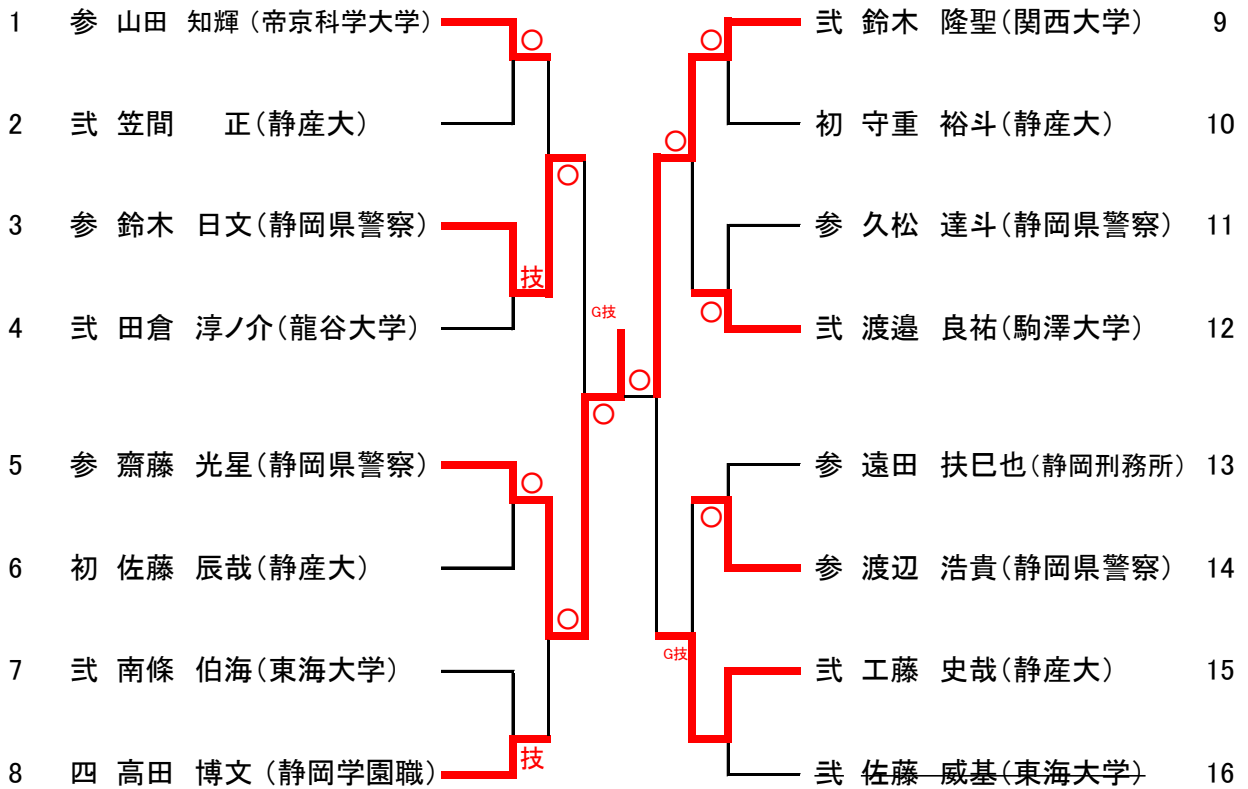 1 参 山田 知輝(帝京科学大学) 弐 鈴木 隆聖(関西大学) 9
〇 〇
2 弐 笠間 正(静産大) 初 守重 裕斗(静産大) 10
〇
〇
3 参 鈴木 日文(静岡県警察) 参 久松 達斗(静岡県警察) 11
技
G技 〇
4 弐 田倉 淳ノ介(龍谷大学) 弐 渡邉 良祐(駒澤大学) 12
〇
〇
5 参 齋藤 光星(静岡県警察) 参 遠田 扶巳也(静岡刑務所) 13
〇
〇
6 初 佐藤 辰哉(静産大) 参 渡辺 浩貴(静岡県警察) 14
〇
G技
7 弐 南條 伯海(東海大学) 弐 工藤 史哉(静産大) 15
技
8 四 高田 博文(静岡学園職) 弐 佐藤 威基(東海大学) 16